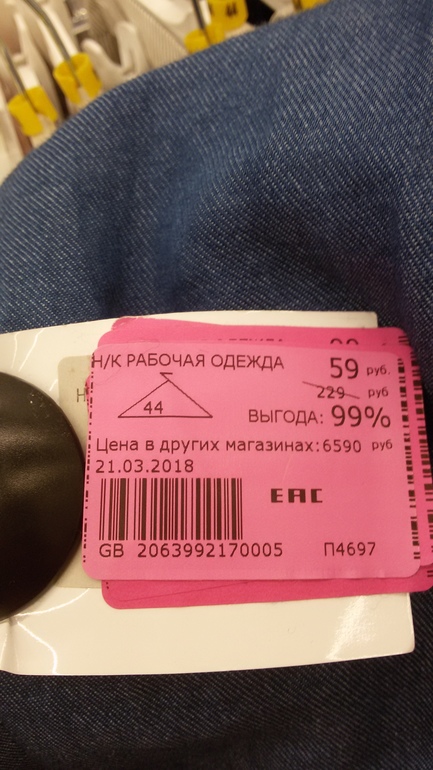 Н/К РАБОЧАЯ ОДЕЖДА 59 руб.
229 руб
44
ВЫГОДА: 99%
Цена в других магазинах: 6590 руб
21.03.2018
ЕАС
GB 2063992170005 П4697